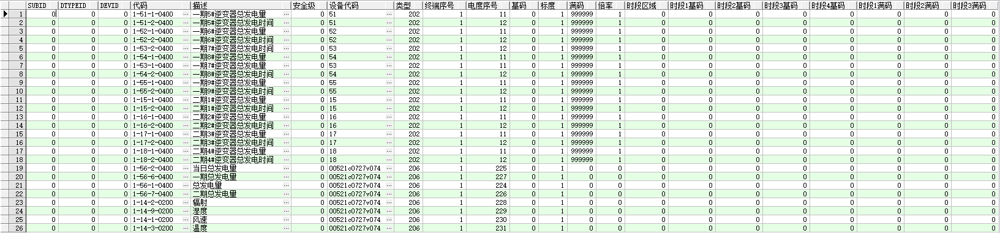 SUBID DTYPEID DEVID 代码 描述 安全级 设备代码 类型 终端序号 电度序号 基码 标度 满码 倍率 时段区域 时段1基码 时段2基码 时段3基码 时段4基码 时段1满码 时段2满码 时段3满码
1 0 0 0 1-51-1-0400 ... 一期5#逆变器总发电量 ... 0 51 ... 202 1 11 0 1 999999 1 0 0 0 0 0 0 0 0
2 0 0 0 1-51-2-0400 ... 一期5#逆变器总发电时间 ... 0 51 ... 202 1 12 0 1 999999 1 0 0 0 0 0 0 0 0
3 0 0 0 1-52-1-0400 ... 一期6#逆变器总发电量 ... 0 52 ... 202 1 11 0 1 999999 1 0 0 0 0 0 0 0 0
4 0 0 0 1-52-2-0400 ... 一期6#逆变器总发电时间 ... 0 52 ... 202 1 12 0 1 999999 1 0 0 0 0 0 0 0 0
5 0 0 0 1-53-2-0400 ... 一期7#逆变器总发电时间 ... 0 53 ... 202 1 12 0 1 999999 1 0 0 0 0 0 0 0 0
6 0 0 0 1-54-1-0400 ... 一期8#逆变器总发电量 ... 0 54 ... 202 1 11 0 1 999999 1 0 0 0 0 0 0 0 0
7 0 0 0 1-53-1-0400 ... 一期7#逆变器总发电量 ... 0 53 ... 202 1 11 0 1 999999 1 0 0 0 0 0 0 0 0
8 0 0 0 1-54-2-0400 ... 一期8#逆变器总发电时间 ... 0 54 ... 202 1 12 0 1 999999 1 0 0 0 0 0 0 0 0
9 0 0 0 1-55-1-0400 ... 一期9#逆变器总发电量 ... 0 55 ... 202 1 11 0 1 999999 1 0 0 0 0 0 0 0 0
10 0 0 0 1-55-2-0400 ... 一期9#逆变器总发电时间 ... 0 55 ... 202 1 12 0 1 999999 1 0 0 0 0 0 0 0 0
11 0 0 0 1-15-1-0400 ... 二期1#逆变器总发电量 ... 0 15 ... 202 1 11 0 1 999999 1 0 0 0 0 0 0 0 0
12 0 0 0 1-15-2-0400 ... 二期1#逆变器总发电时间 ... 0 15 ... 202 1 12 0 1 999999 1 0 0 0 0 0 0 0 0
13 0 0 0 1-16-1-0400 ... 二期2#逆变器总发电量 ... 0 16 ... 202 1 11 0 1 999999 1 0 0 0 0 0 0 0 0
14 0 0 0 1-16-2-0400 ... 二期2#逆变器总发电时间 ... 0 16 ... 202 1 12 0 1 999999 1 0 0 0 0 0 0 0 0
15 0 0 0 1-17-1-0400 ... 二期3#逆变器总发电量 ... 0 17 ... 202 1 11 0 1 999999 1 0 0 0 0 0 0 0 0
16 0 0 0 1-17-2-0400 ... 二期3#逆变器总发电时间 ... 0 17 ... 202 1 12 0 1 999999 1 0 0 0 0 0 0 0 0
17 0 0 0 1-18-1-0400 ... 二期4#逆变器总发电量 ... 0 18 ... 202 1 11 0 1 999999 1 0 0 0 0 0 0 0 0
18 0 0 0 1-18-2-0400 ... 二期4#逆变器总发电时间 ... 0 18 ... 202 1 12 0 1 999999 1 0 0 0 0 0 0 0 0
19 0 0 0 1-56-2-0400 ... 当日总发电量 ... 0 00521c0727v074 ... 206 1 225 0 1 0 0 0 0 0 0 0 0 0 0
20 0 0 0 1-56-6-0400 ... 一期总发电量 ... 0 00521c0727v074 ... 206 1 227 0 1 0 0 0 0 0 0 0 0 0 0
21 0 0 0 1-56-1-0400 ... 总发电量 ... 0 00521c0727v074 ... 206 1 224 0 1 0 0 0 0 0 0 0 0 0 0
22 0 0 0 1-56-7-0400 ... 二期总发电量 ... 0 00521c0727v074 ... 206 1 226 0 1 0 0 0 0 0 0 0 0 0 0
23 0 0 0 1-14-2-0200 ... 辐射 ... 0 00521c0727v074 ... 206 1 228 0 1 0 0 0 0 0 0 0 0 0 0
24 0 0 0 1-14-9-0200 ... 湿度 ... 0 00521c0727v074 ... 206 1 229 0 1 0 0 0 0 0 0 0 0 0 0
25 0 0 0 1-14-1-0200 ... 风速 ... 0 00521c0727v074 ... 206 1 230 0 1 0 0 0 0 0 0 0 0 0 0
26 0 0 0 1-14-3-0200 ... 温度 ... 0 00521c0727v074 ... 206 1 231 0 1 0 0 0 0 0 0 0 0 0 0